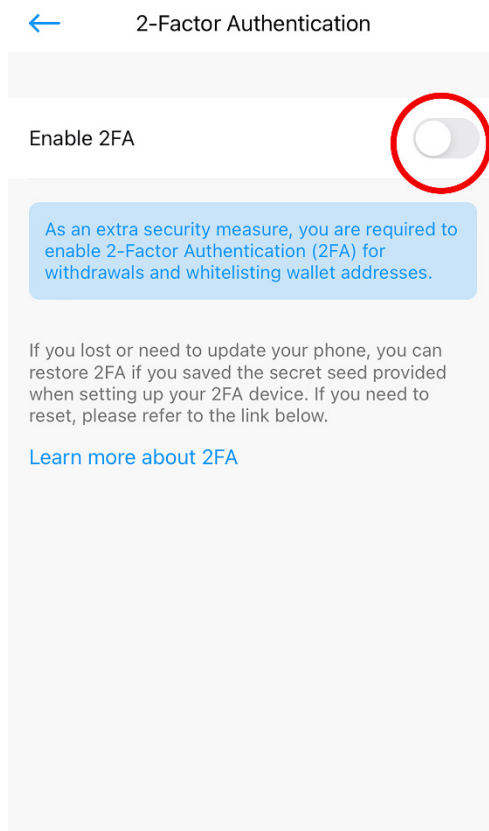 2-Factor Authentication
Enable 2FA
As an extra security measure, you are required to
enable 2-Factor Authentication (2FA) for
withdrawals and whitelisting wallet addresses.
If you lost or need to update your phone, you can
restore 2FA if you saved the secret seed provided
when setting up your 2FA device. If you need to
reset, please refer to the link below.
Learn more about 2FA